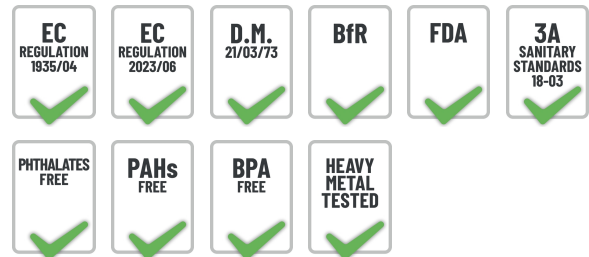 EC
REGULATION
1935/04
EC
REGULATION
2023/06
D.M.
21/03/73
BfR
FDA
3A
SANITARY
STANDARDS
18-03
PHTHALATES
FREE
PAHs
FREE
BPA
FREE
HEAVY
METAL
TESTED